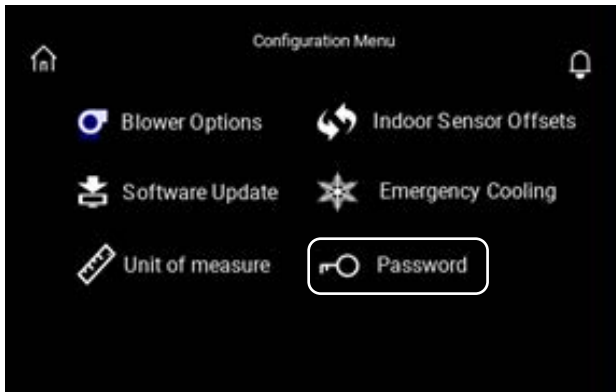 Configuration Menu
Blower Options
Indoor Sensor Offsets
Software Update
Emergency Cooling
Unit of measure
Password